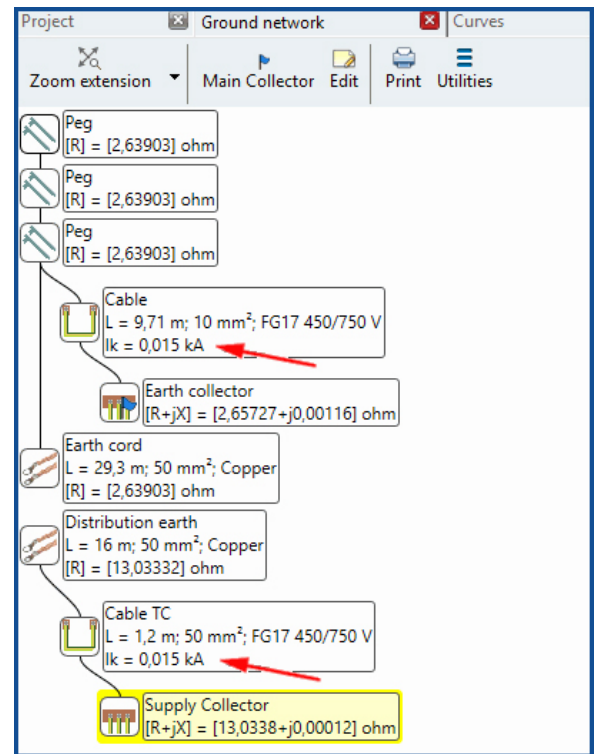 Project
Ground network
Curves
Zoom extension
Main Collector
Edit
Print
Utilities
Peg
[R] = [2,63903] ohm
Peg
[R] = [2,63903] ohm
Peg
[R] = [2,63903] ohm
Cable
L = 9,71 m; 10 mm²; FG17 450/750 V
Ik = 0,015 kA
Earth collector
[R+jX] = [2,65727+j0,00116] ohm
Earth cord
L = 29,3 m; 50 mm²; Copper
[R] = [2,63903] ohm
Distribution earth
L = 16 m; 50 mm²; Copper
[R] = [13,03332] ohm
Cable TC
L = 1,2 m; 50 mm²; FG17 450/750 V
Ik = 0,015 kA
Supply Collector
[R+jX] = [13,0338+j0,00012] ohm